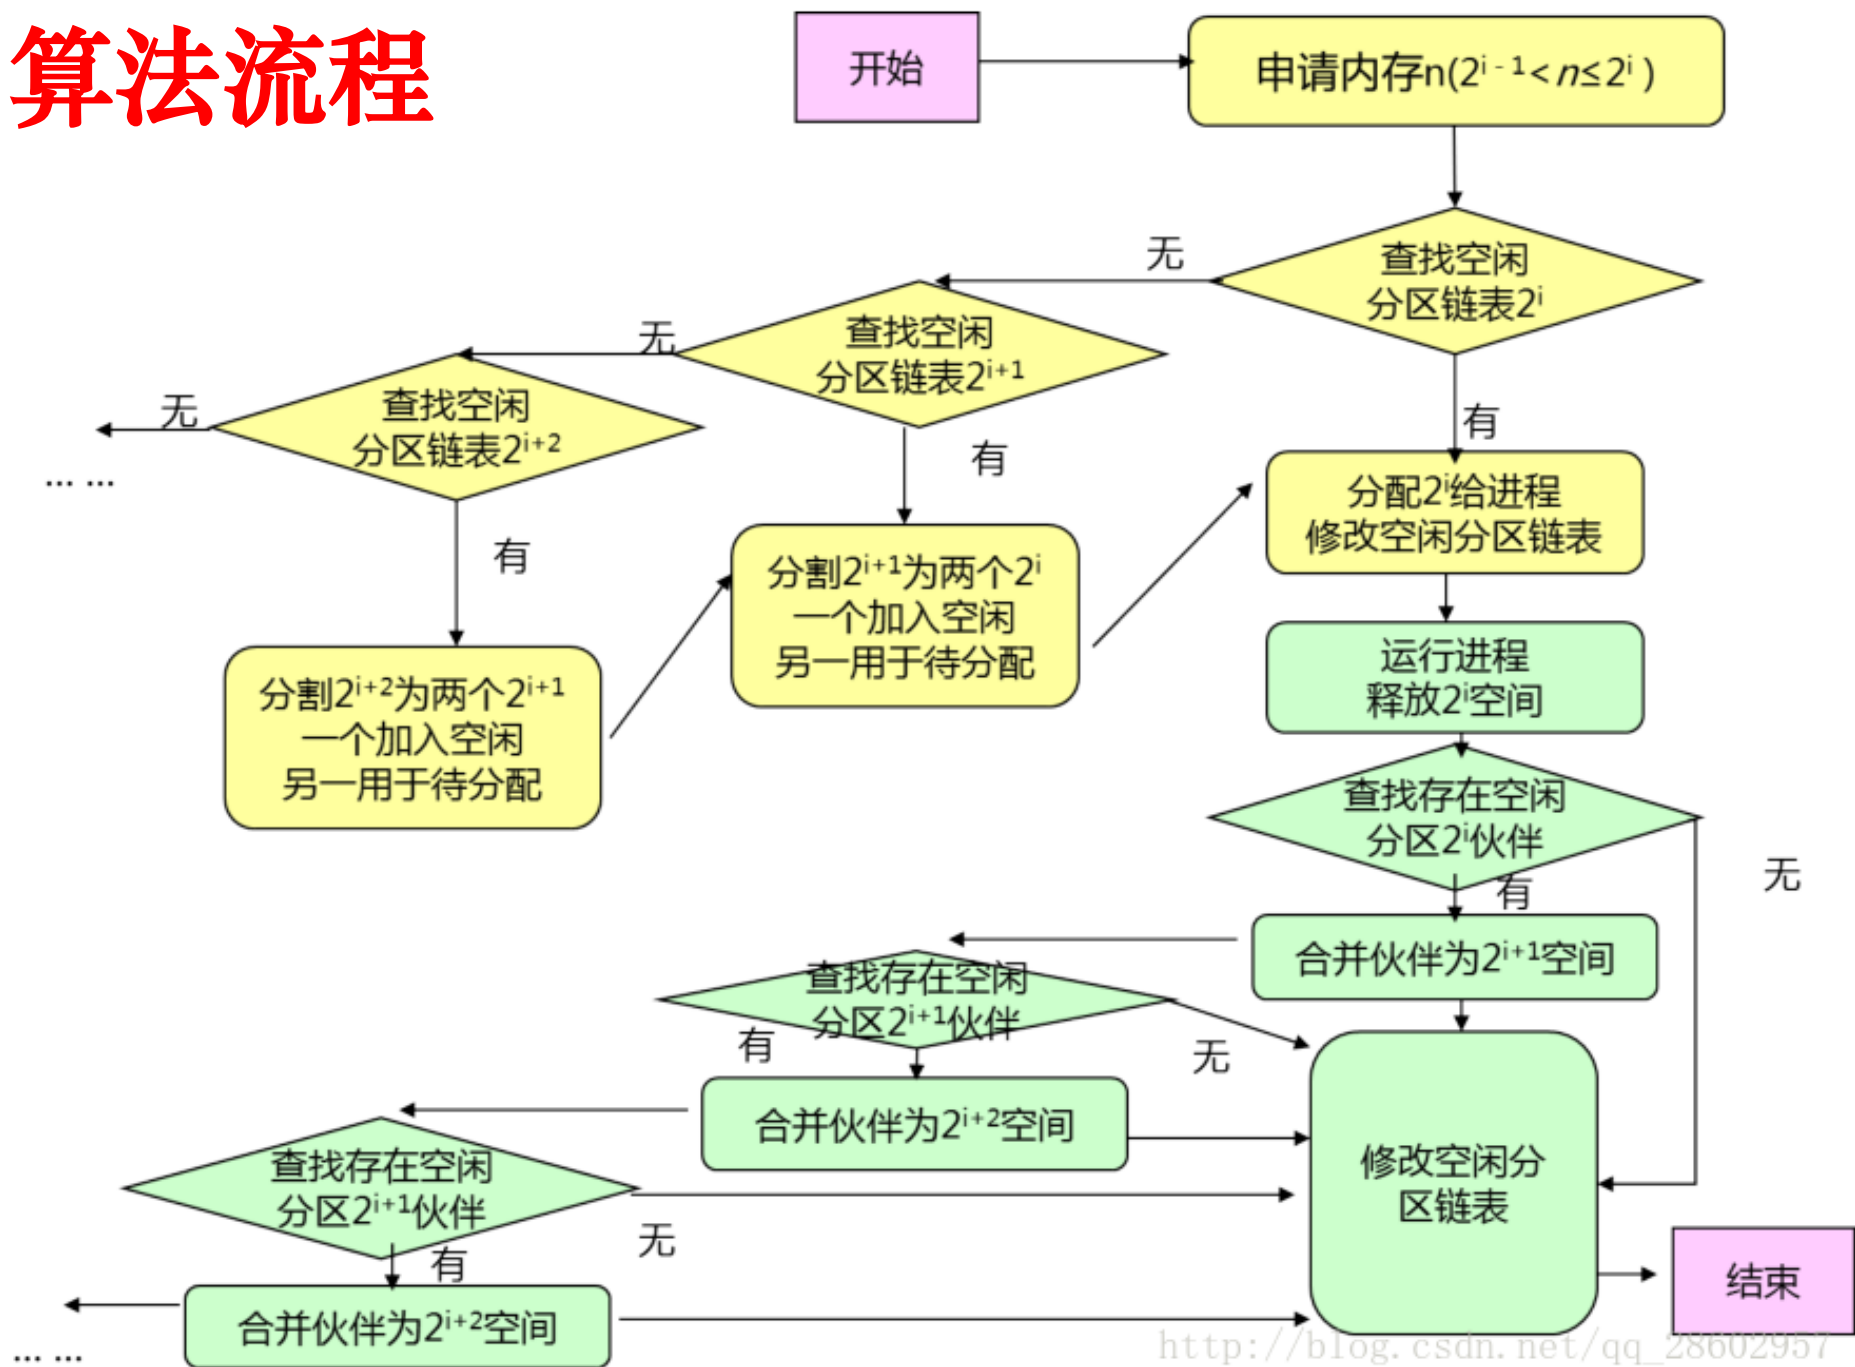 算法流程
开始
申请内存n(2ⁱ⁻¹<n≤2ⁱ)
查找空闲
分区链表2ⁱ
无
查找空闲
分区链表2ⁱ⁺¹
无
查找空闲
分区链表2ⁱ⁺²
无
... ...
有
有
有
分配2ⁱ给进程
修改空闲分区链表
分割2ⁱ⁺¹为两个2ⁱ
一个加入空闲
另一用于待分配
分割2ⁱ⁺²为两个2ⁱ⁺¹
一个加入空闲
另一用于待分配
运行进程
释放2ⁱ空间
查找存在空闲
分区2ⁱ伙伴
无
有
合并伙伴为2ⁱ⁺¹空间
查找存在空闲
分区2ⁱ⁺¹伙伴
有
无
合并伙伴为2ⁱ⁺²空间
查找存在空闲
分区2ⁱ⁺¹伙伴
无
有
合并伙伴为2ⁱ⁺²空间
... ...
修改空闲分
区链表
结束
http://blog.csdn.net/qq_28602957